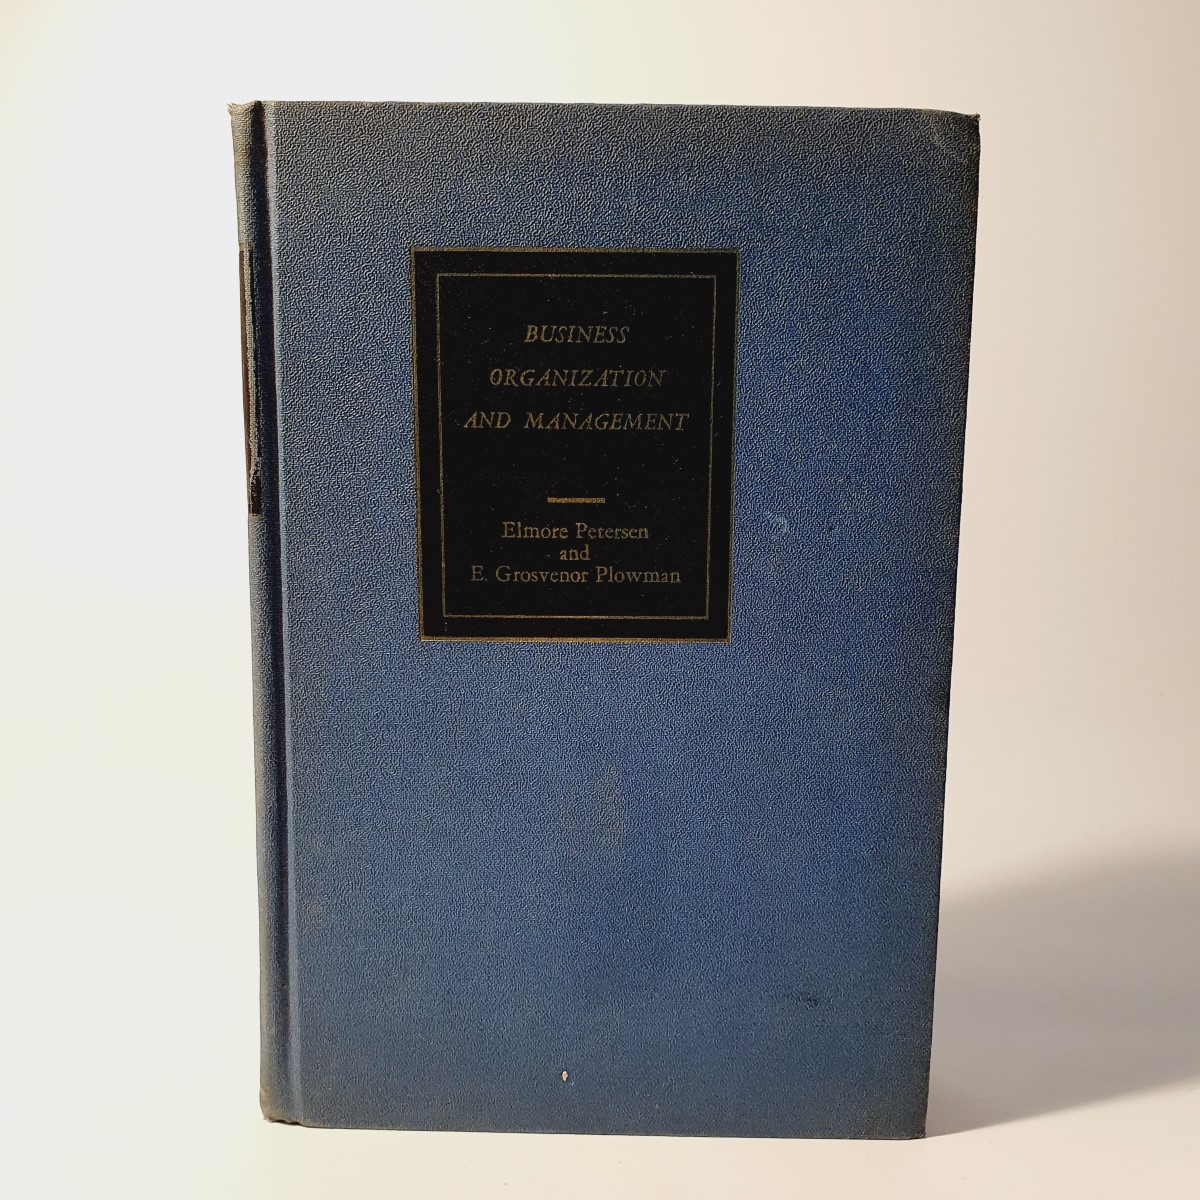 BUSINESS
ORGANIZATION
AND MANAGEMENT
Elmore Petersen
and
E. Grosvenor Plowman